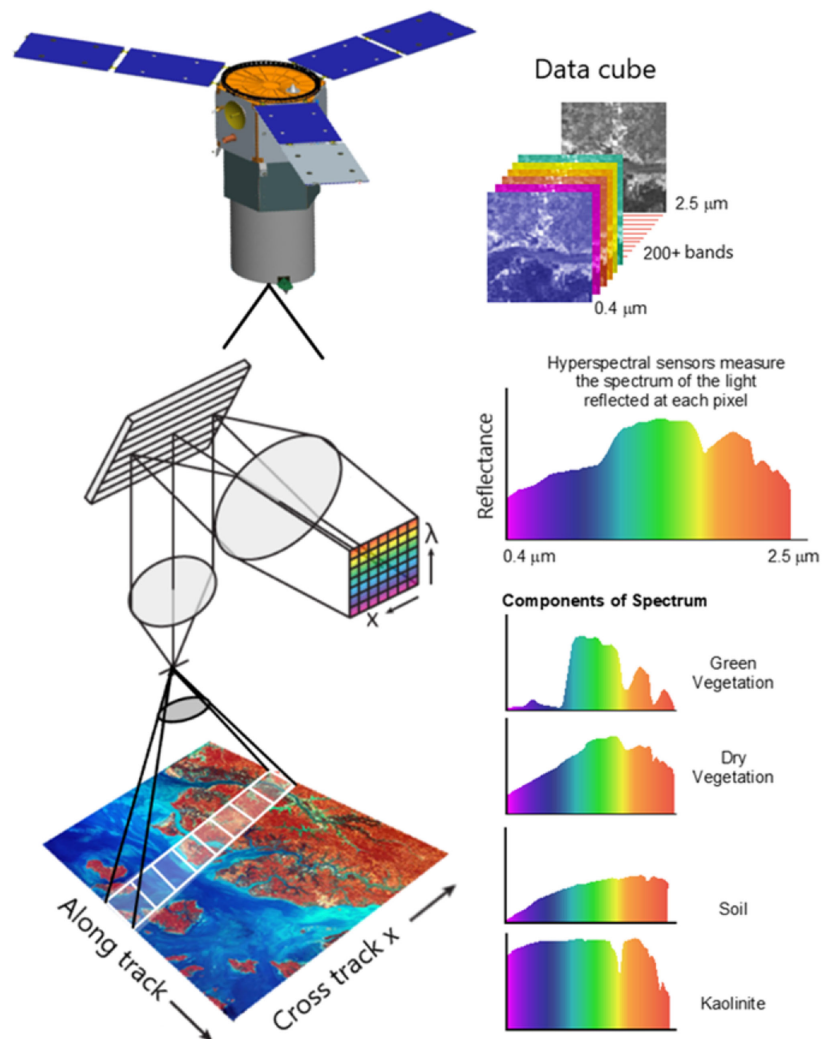 Data cube
2.5 μm
200+ bands
0.4 μm
Hyperspectral sensors measure
the spectrum of the light
reflected at each pixel
Reflectance
0.4 μm
2.5 μm
λ
x
Components of Spectrum
Green
Vegetation
Dry
Vegetation
Soil
Kaolinite
Along track
Cross track x